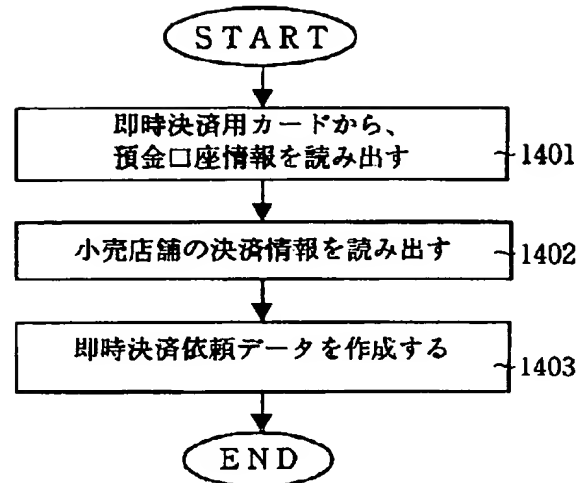 START
即時決済用カードから、
預金口座情報を読み出す
1401
小売店舗の決済情報を読み出す
1402
即時決済依頼データを作成する
1403
END